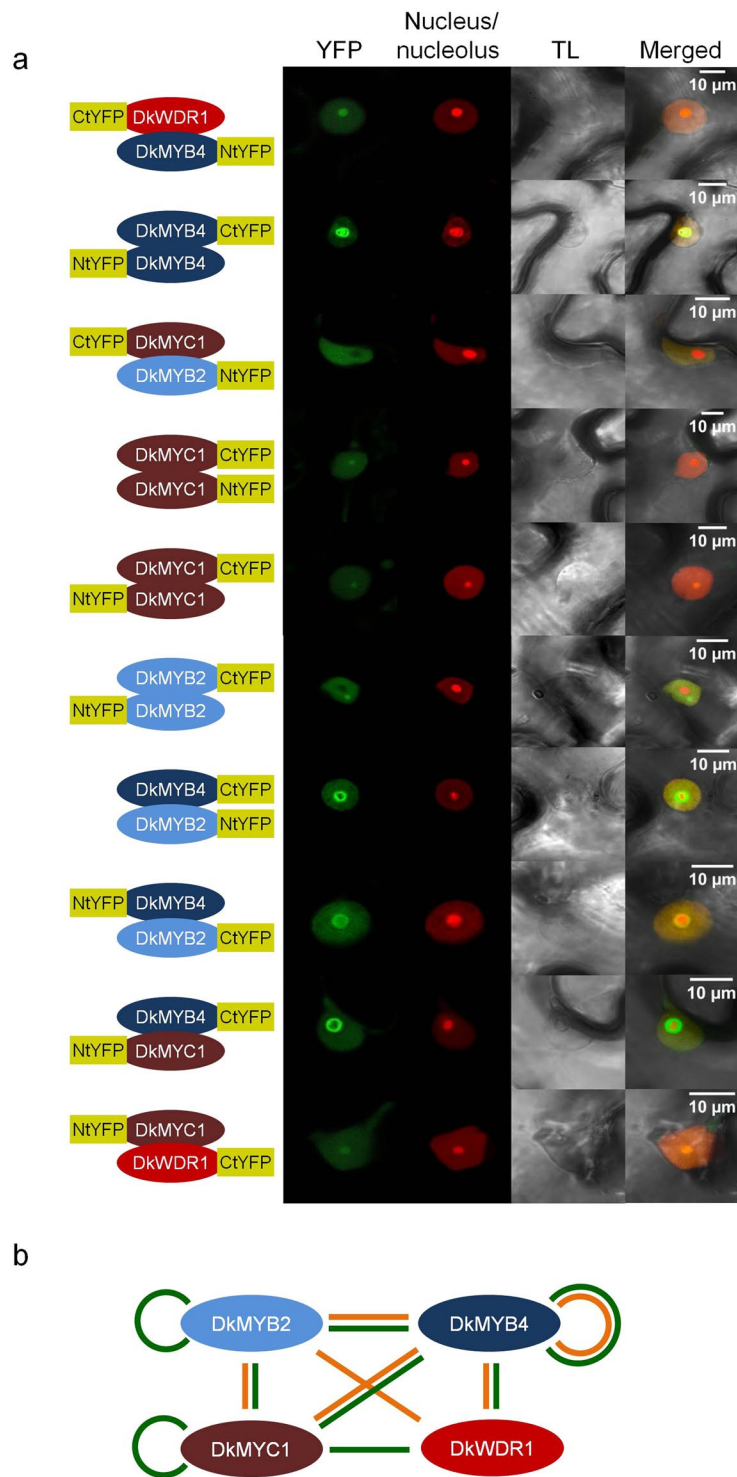 a
YFP
Nucleus/
nucleolus
TL
Merged
CtYFP DkWDR1
DkMYB4 NtYFP
10 µm
DkMYB4 CtYFP
NtYFP DkMYB4
10 µm
CtYFP DkMYC1
DkMYB2 NtYFP
10 µm
DkMYC1 CtYFP
DkMYC1 NtYFP
10 µm
DkMYC1 CtYFP
NtYFP DkMYC1
10 µm
DkMYB2 CtYFP
NtYFP DkMYB2
10 µm
DkMYB4 CtYFP
DkMYB2 NtYFP
10 µm
NtYFP DkMYB4
DkMYB2 CtYFP
10 µm
DkMYB4 CtYFP
NtYFP DkMYC1
10 µm
NtYFP DkMYC1
DkWDR1 CtYFP
10 µm
b
DkMYB2 DkMYB4
DkMYC1 DkWDR1